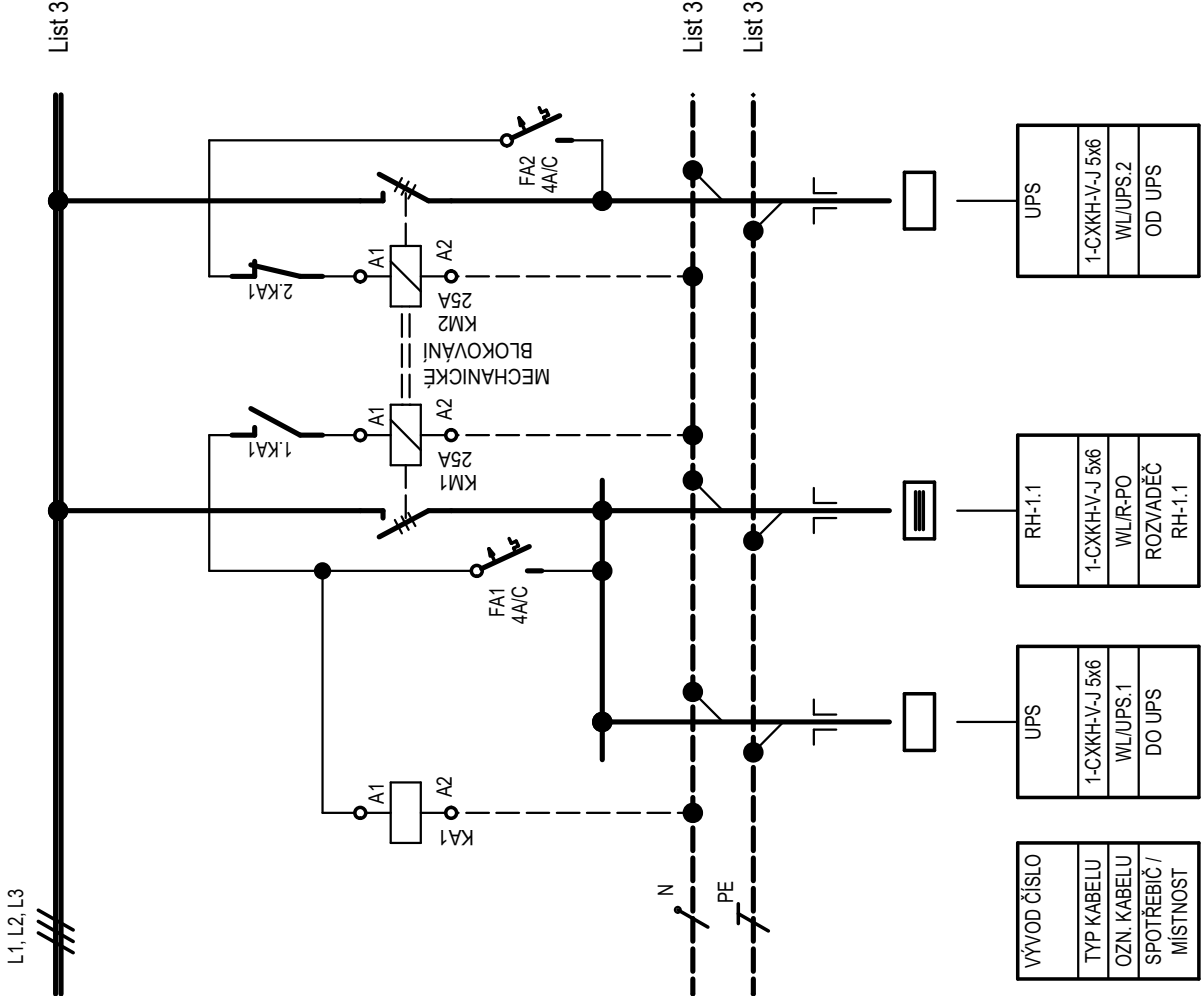 List 3
L1, L2, L3
FA2
4A/C
2.KA1
A1
A2
25A
KM2
MECHANICKÉ
BLOKOVÁNÍ
1.KA1
A1
A2
25A
KM1
FA1
4A/C
A1
A2
KA1
List 3
N
List 3
PE
VÝVOD ČÍSLO
TYP KABELU
OZN. KABELU
SPOTŘEBIČ /
MÍSTNOST
UPS
1-CXKH-V-J 5x6
WL/UPS.1
DO UPS
RH-1.1
1-CXKH-V-J 5x6
WL/R-PO
ROZVADĚČ
RH-1.1
UPS
1-CXKH-V-J 5x6
WL/UPS.2
OD UPS